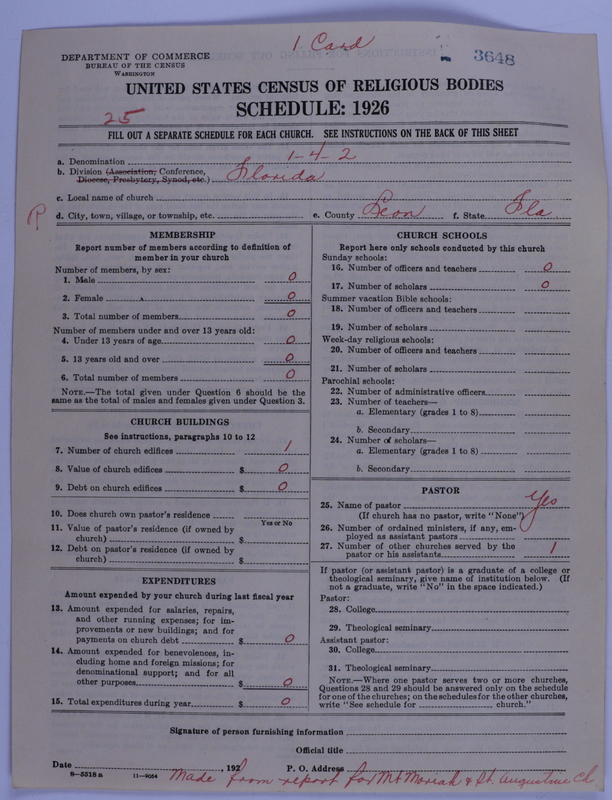 1 Card
3648
DEPARTMENT OF COMMERCE
BUREAU OF THE CENSUS
WASHINGTON
UNITED STATES CENSUS OF RELIGIOUS BODIES
SCHEDULE: 1926
25
FILL OUT A SEPARATE SCHEDULE FOR EACH CHURCH. SEE INSTRUCTIONS ON THE BACK OF THIS SHEET
a. Denomination 1-4-2
b. Division (Association, Conference, Diocese, Presbytery, Synod, etc.) Florida
c. Local name of church
R
d. City, town, village, or township, etc. e. County Leon f. State Fla
MEMBERSHIP
Report number of members according to definition of
member in your church
Number of members, by sex:
1. Male 0
2. Female 0
3. Total number of members 0
Number of members under and over 13 years old:
4. Under 13 years of age 0
5. 13 years old and over 0
6. Total number of members 0
NOTE.—The total given under Question 6 should be the
same as the total of males and females given under Question 3.
CHURCH BUILDINGS
See instructions, paragraphs 10 to 12
7. Number of church edifices 1
8. Value of church edifices $ 0
9. Debt on church edifices $ 0
10. Does church own pastor's residence
Yes or No
11. Value of pastor's residence (if owned by
church) $
12. Debt on pastor's residence (if owned by
church) $
EXPENDITURES
Amount expended by your church during last fiscal year
13. Amount expended for salaries, repairs,
and other running expenses; for im-
provements or new buildings; and for
payments on church debt $ 0
14. Amount expended for benevolences, in-
cluding home and foreign missions; for
denominational support; and for all
other purposes $ 0
15. Total expenditures during year $ 0
CHURCH SCHOOLS
Report here only schools conducted by this church
Sunday schools:
16. Number of officers and teachers 0
17. Number of scholars 0
Summer vacation Bible schools:
18. Number of officers and teachers
19. Number of scholars
Week-day religious schools:
20. Number of officers and teachers
21. Number of scholars
Parochial schools:
22. Number of administrative officers
23. Number of teachers—
a. Elementary (grades 1 to 8)
b. Secondary
24. Number of scholars—
a. Elementary (grades 1 to 8)
b. Secondary
PASTOR
25. Name of pastor Yes
(If church has no pastor, write "None")
26. Number of ordained ministers, if any, em-
ployed as assistant pastors
27. Number of other churches served by the
pastor or his assistants 1
If pastor (or assistant pastor) is a graduate of a college or
theological seminary, give name of institution below. (If
not a graduate, write "No" in the space indicated.)
Pastor:
28. College
29. Theological seminary
Assistant pastor:
30. College
31. Theological seminary
NOTE.—Where one pastor serves two or more churches,
Questions 28 and 29 should be answered only on the schedule
for one of the churches; on the schedules for the other churches,
write "See schedule for church."
Signature of person furnishing information
Official title
Date , 192 P. O. Address
8-5518 a 11-9064 Made from report for Mt Moriah & St. Augustine Ch